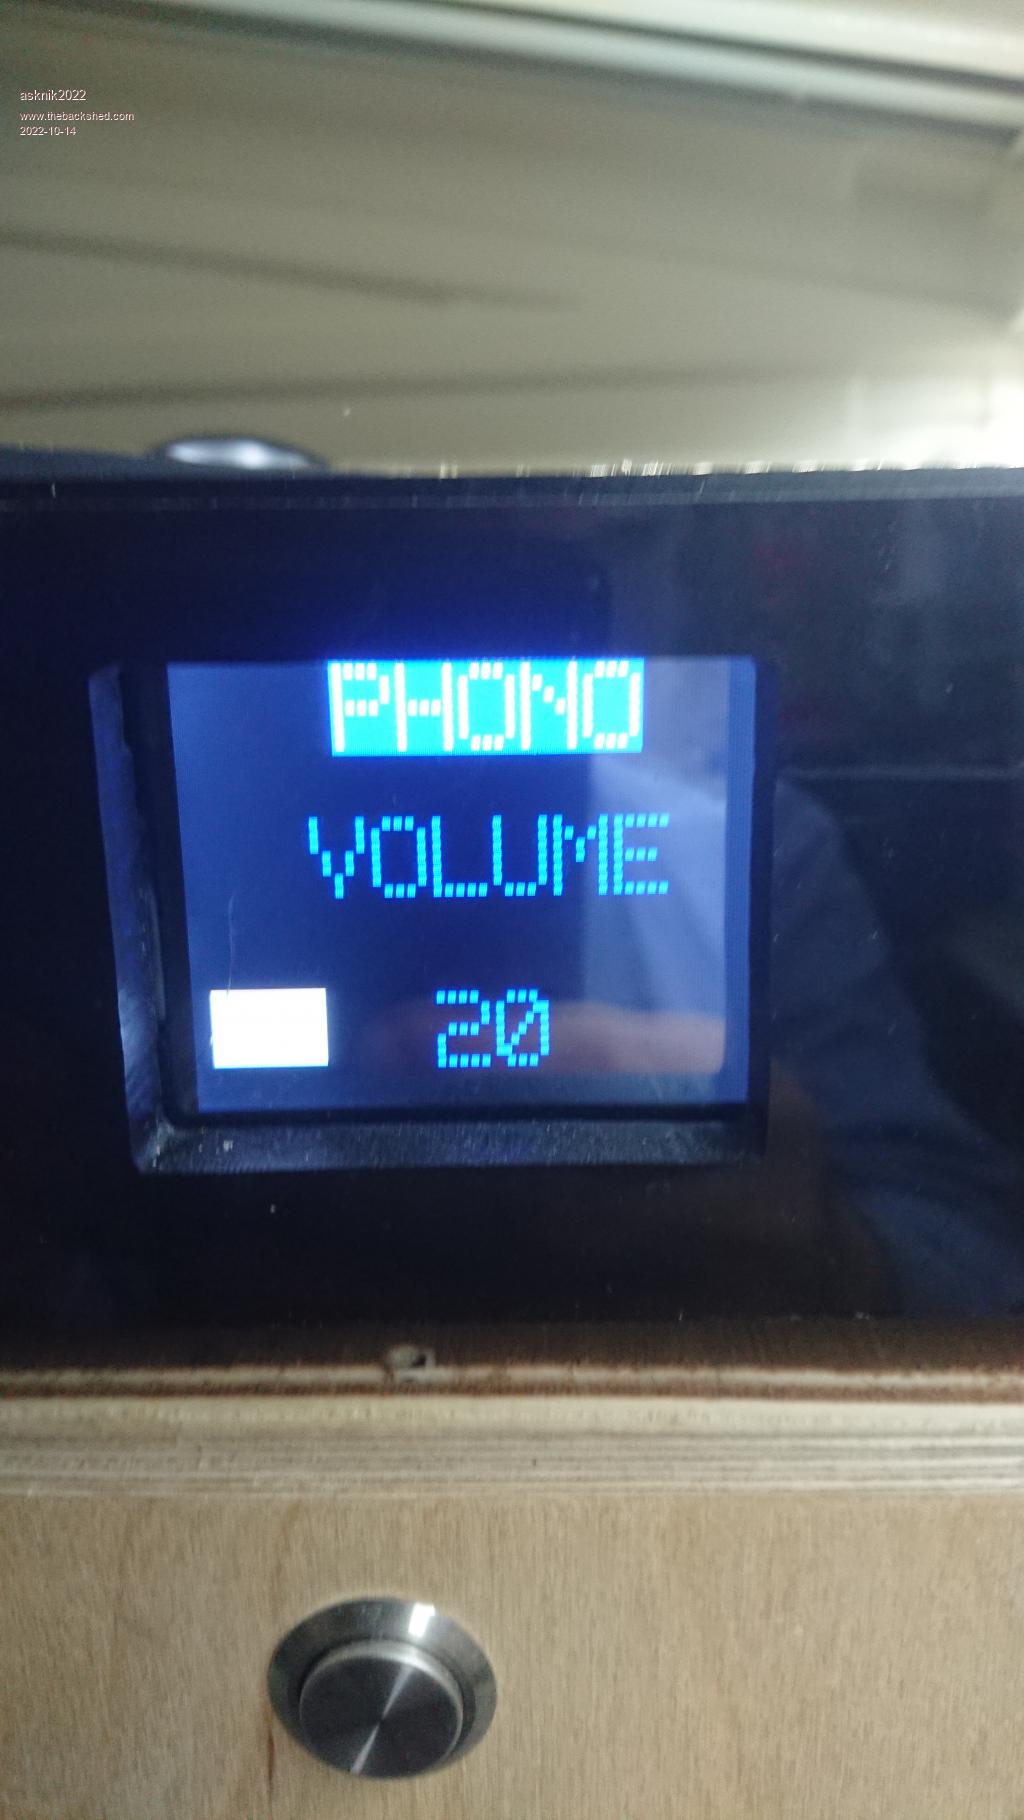 asknik2022
www.thebackshed.com
2022-10-14
PHONO
VOLUME
20